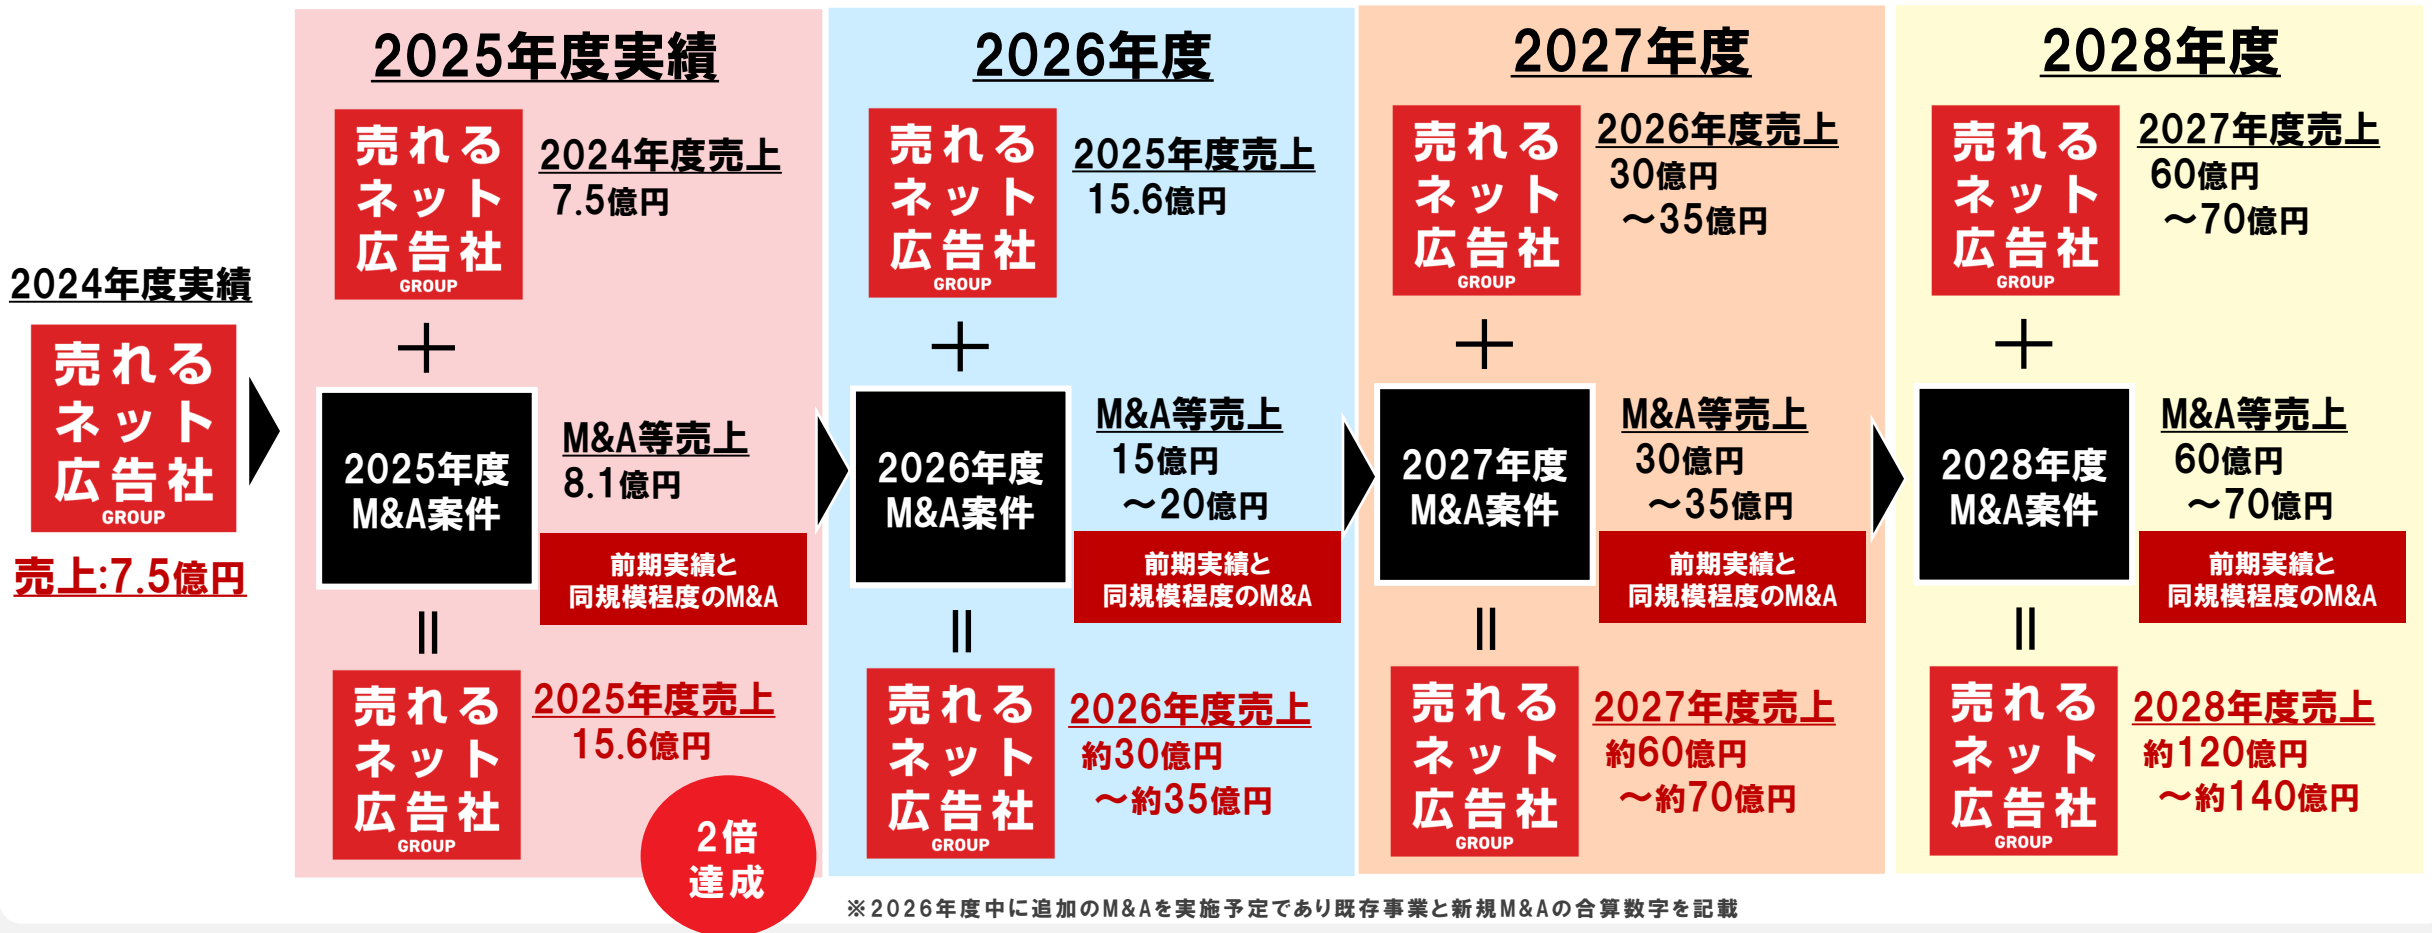 2024年度実績
売れる
ネット
広告社
GROUP
売上:7.5億円
2025年度実績
売れる
ネット
広告社
GROUP
2024年度売上
7.5億円
＋
2025年度
M&A案件
M&A等売上
8.1億円
前期実績と
同規模程度のM&A
＝
売れる
ネット
広告社
GROUP
2025年度売上
15.6億円
2倍
達成
2026年度
売れる
ネット
広告社
GROUP
2025年度売上
15.6億円
＋
2026年度
M&A案件
M&A等売上
15億円
～20億円
前期実績と
同規模程度のM&A
＝
売れる
ネット
広告社
GROUP
2026年度売上
約30億円
～約35億円
2027年度
売れる
ネット
広告社
GROUP
2026年度売上
30億円
～35億円
＋
2027年度
M&A案件
M&A等売上
30億円
～35億円
前期実績と
同規模程度のM&A
＝
売れる
ネット
広告社
GROUP
2027年度売上
約60億円
～約70億円
2028年度
売れる
ネット
広告社
GROUP
2027年度売上
60億円
～70億円
＋
2028年度
M&A案件
M&A等売上
60億円
～70億円
前期実績と
同規模程度のM&A
＝
売れる
ネット
広告社
GROUP
2028年度売上
約120億円
～約140億円
※2026年度中に追加のM&Aを実施予定であり既存事業と新規M&Aの合算数字を記載